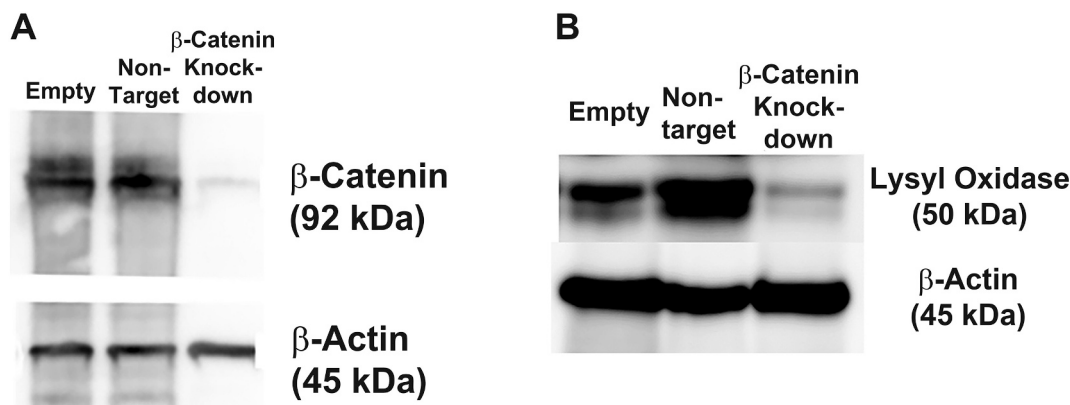 A
Empty
Non-
Target
β-Catenin
Knock-
down
β-Catenin
(92 kDa)
β-Actin
(45 kDa)
B
Empty
Non-
target
β-Catenin
Knock-
down
Lysyl Oxidase
(50 kDa)
β-Actin
(45 kDa)